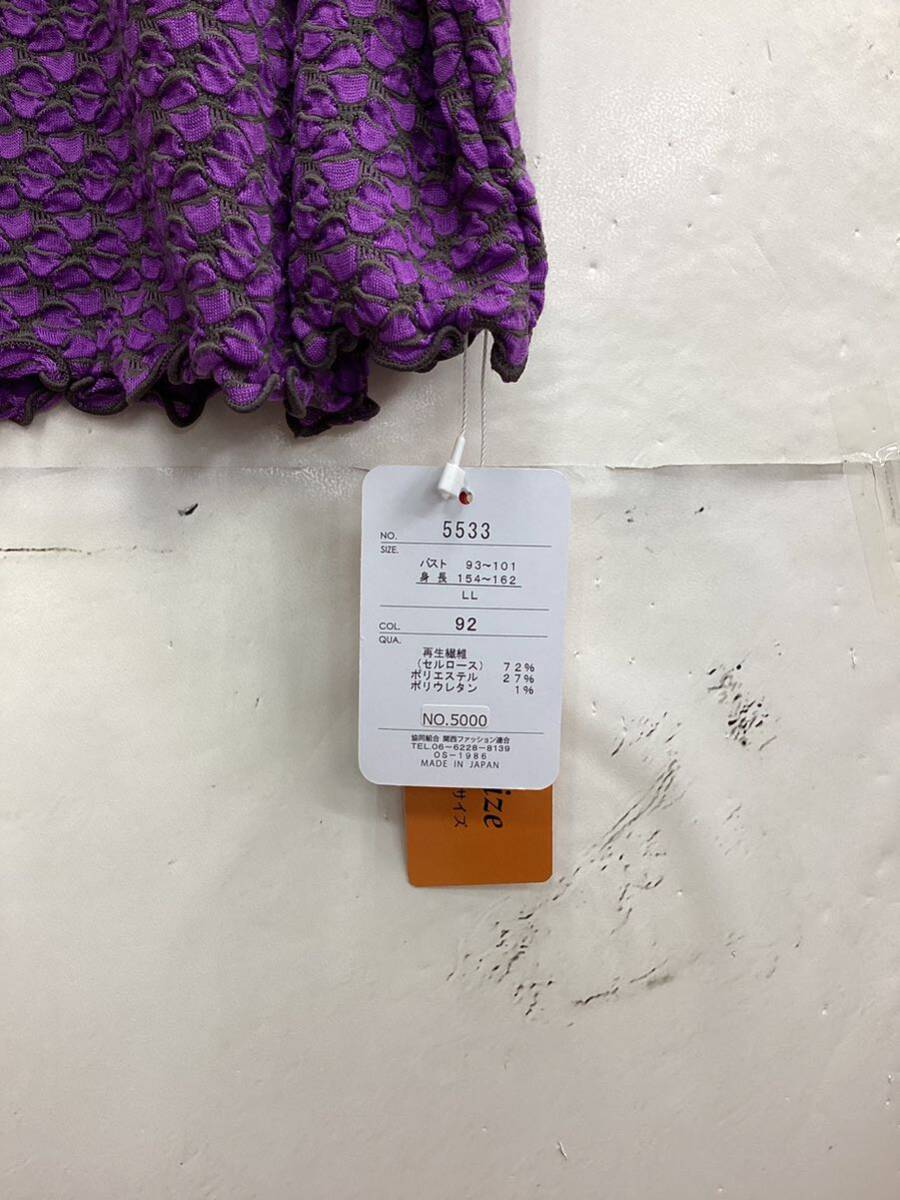 NO. 5533
SIZE.
バスト 93~101
身長 154~162
LL
COL. 92
QUA.
再生繊維
(セルロース) 72%
ポリエステル 27%
ポリウレタン 1%
NO.5000
協同組合 関西ファッション連合
TEL.06-6228-8139
OS-1986
MADE IN JAPAN
ize
サイズ